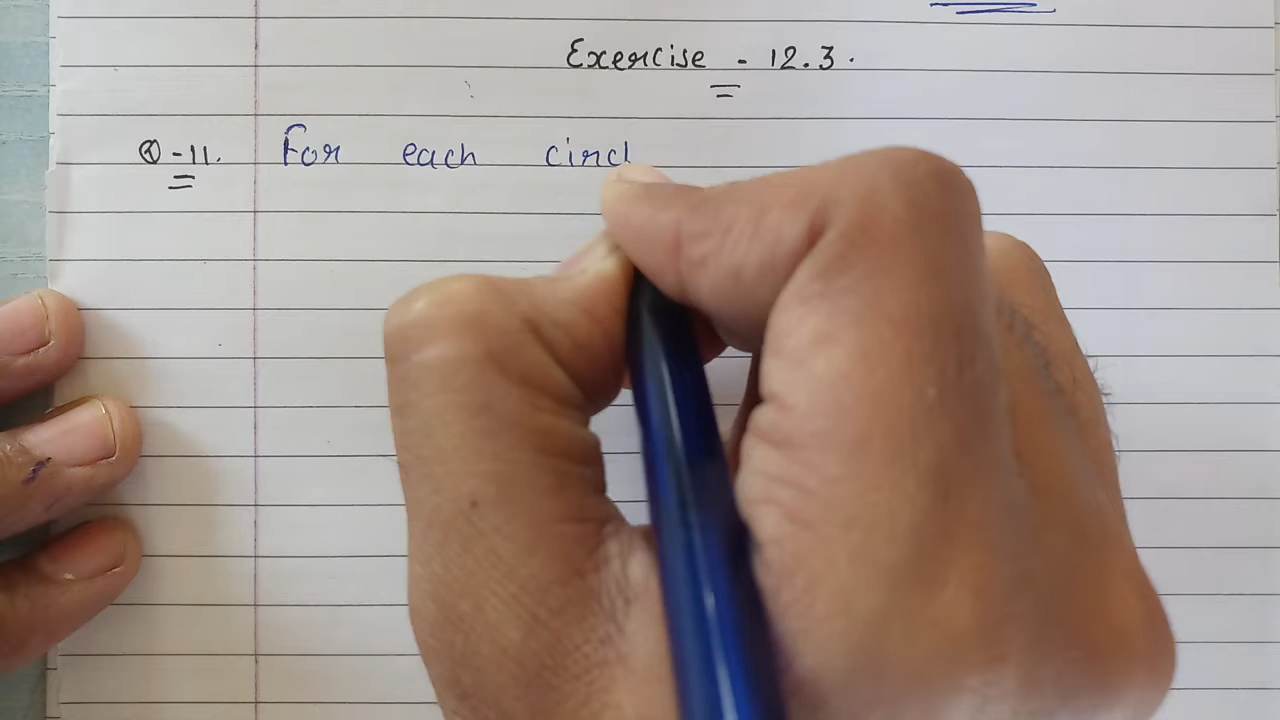 Exercise - 12.3.
Q-11. For each circl